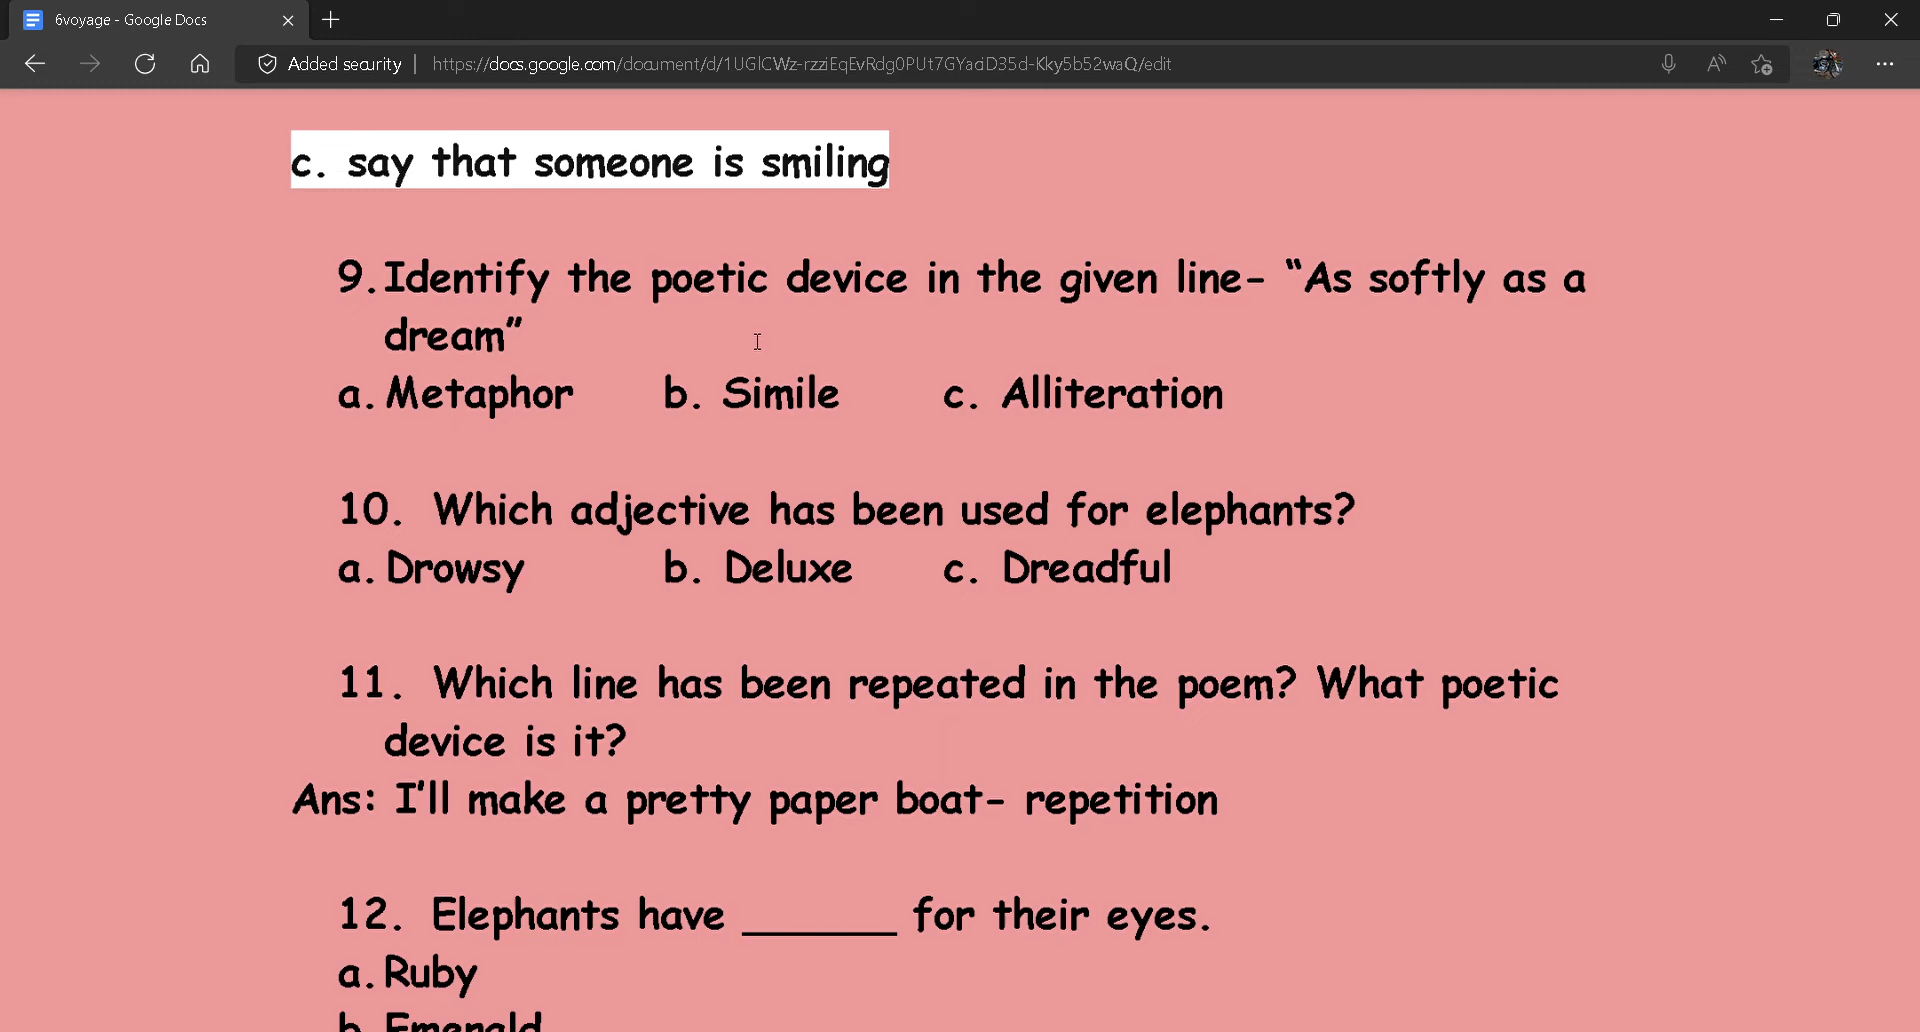 6voyage - Google Docs
Added security | https://docs.google.com/document/d/1UGlCWz-rzziEqEvRdg0PUt7GYadD35d-Kky5b52waQ/edit
c. say that someone is smiling
9. Identify the poetic device in the given line- “As softly as a
dream”
a. Metaphor b. Simile c. Alliteration
10. Which adjective has been used for elephants?
a. Drowsy b. Deluxe c. Dreadful
11. Which line has been repeated in the poem? What poetic
device is it?
Ans: I’ll make a pretty paper boat- repetition
12. Elephants have _______ for their eyes.
a. Ruby
b. Emerald